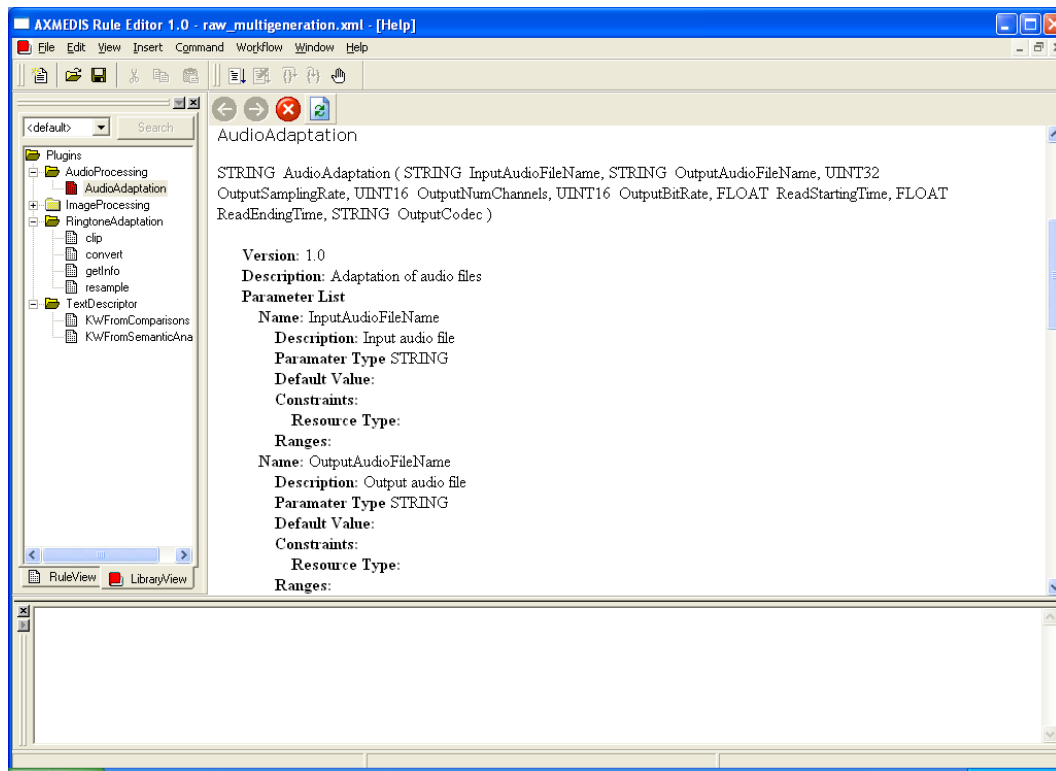 AXMEDIS Rule Editor 1.0 - raw_multigeneration.xml - [Help]
File Edit View Insert Command Workflow Window Help
<default>
Search
Plugins
AudioProcessing
AudioAdaptation
ImageProcessing
RingtoneAdaptation
clip
convert
getInfo
resample
TextDescriptor
KWFromComparisons
KWFromSemanticAna
RuleView
LibraryView
AudioAdaptation
STRING AudioAdaptation ( STRING InputAudioFileName, STRING OutputAudioFileName, UINT32
OutputSamplingRate, UINT16 OutputNumChannels, UINT16 OutputBitRate, FLOAT ReadStartingTime, FLOAT
ReadEndingTime, STRING OutputCodec )
Version: 1.0
Description: Adaptation of audio files
Parameter List
Name: InputAudioFileName
Description: Input audio file
Paramater Type STRING
Default Value:
Constraints:
Resource Type:
Ranges:
Name: OutputAudioFileName
Description: Output audio file
Paramater Type STRING
Default Value:
Constraints:
Resource Type:
Ranges: